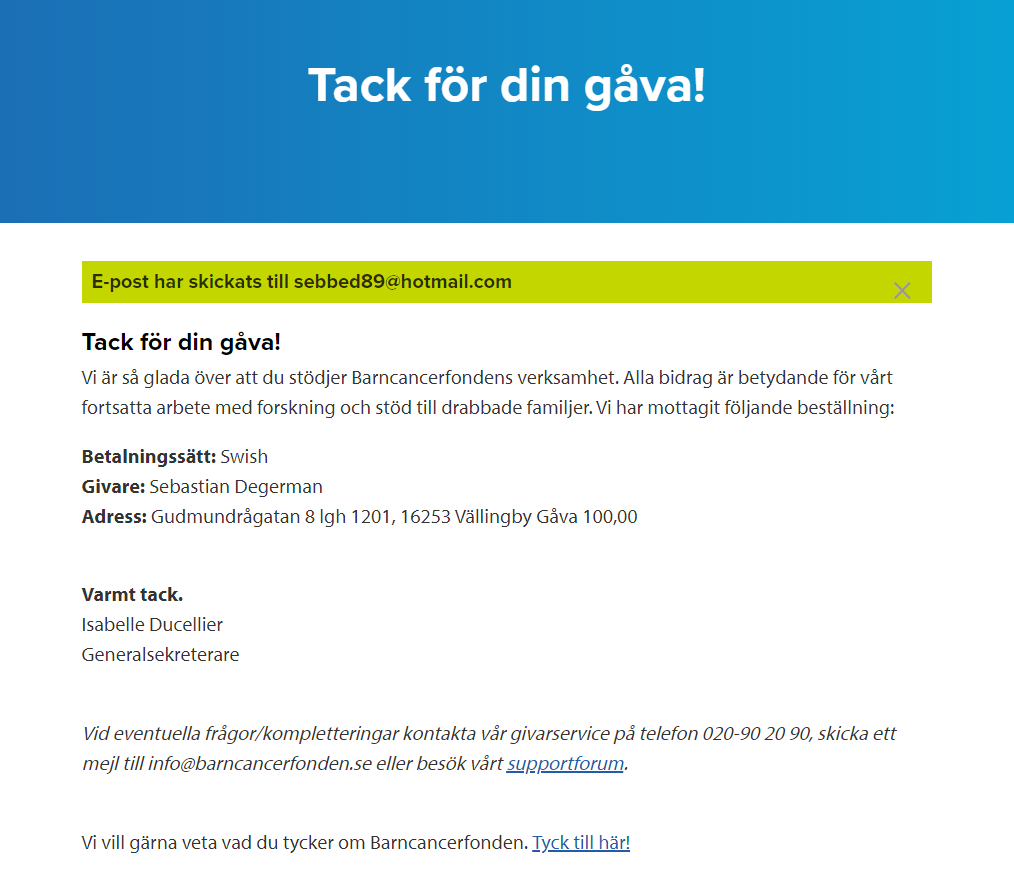 Tack för din gåva!
E-post har skickats till sebbed89@hotmail.com
Tack för din gåva!
Vi är så glada över att du stödjer Barncancerfondens verksamhet. Alla bidrag är betydande för vårt
fortsatta arbete med forskning och stöd till drabbade familjer. Vi har mottagit följande beställning:
Betalningssätt: Swish
Givare: Sebastian Degerman
Adress: Gudmundrågatan 8 lgh 1201, 16253 Vällingby Gåva 100,00
Varmt tack.
Isabelle Ducellier
Generalsekreterare
Vid eventuella frågor/kompletteringar kontakta vår givarservice på telefon 020-90 20 90, skicka ett
mejl till info@barncancerfonden.se eller besök vårt supportforum.
Vi vill gärna veta vad du tycker om Barncancerfonden. Tyck till här!